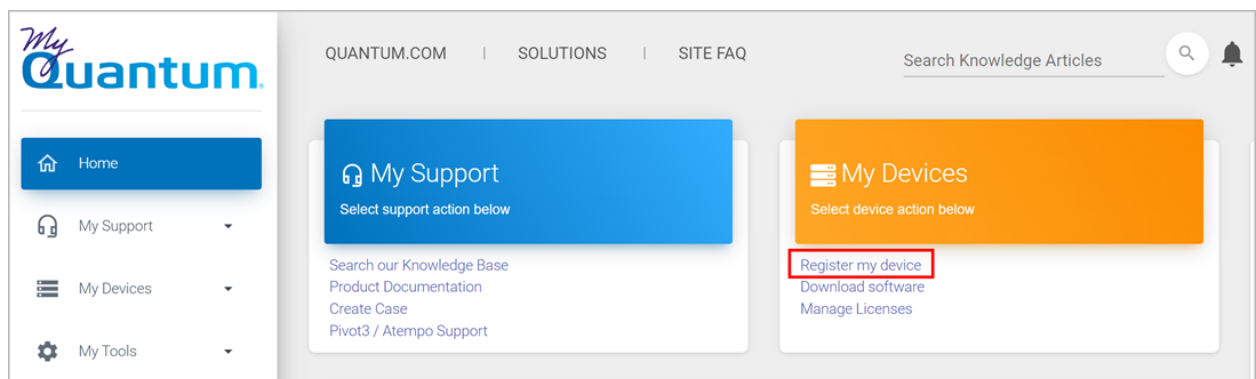 My
Quantum.
Home
My Support
My Devices
My Tools
QUANTUM.COM | SOLUTIONS | SITE FAQ
Search Knowledge Articles
My Support
Select support action below
Search our Knowledge Base
Product Documentation
Create Case
Pivot3 / Atempo Support
My Devices
Select device action below
Register my device
Download software
Manage Licenses